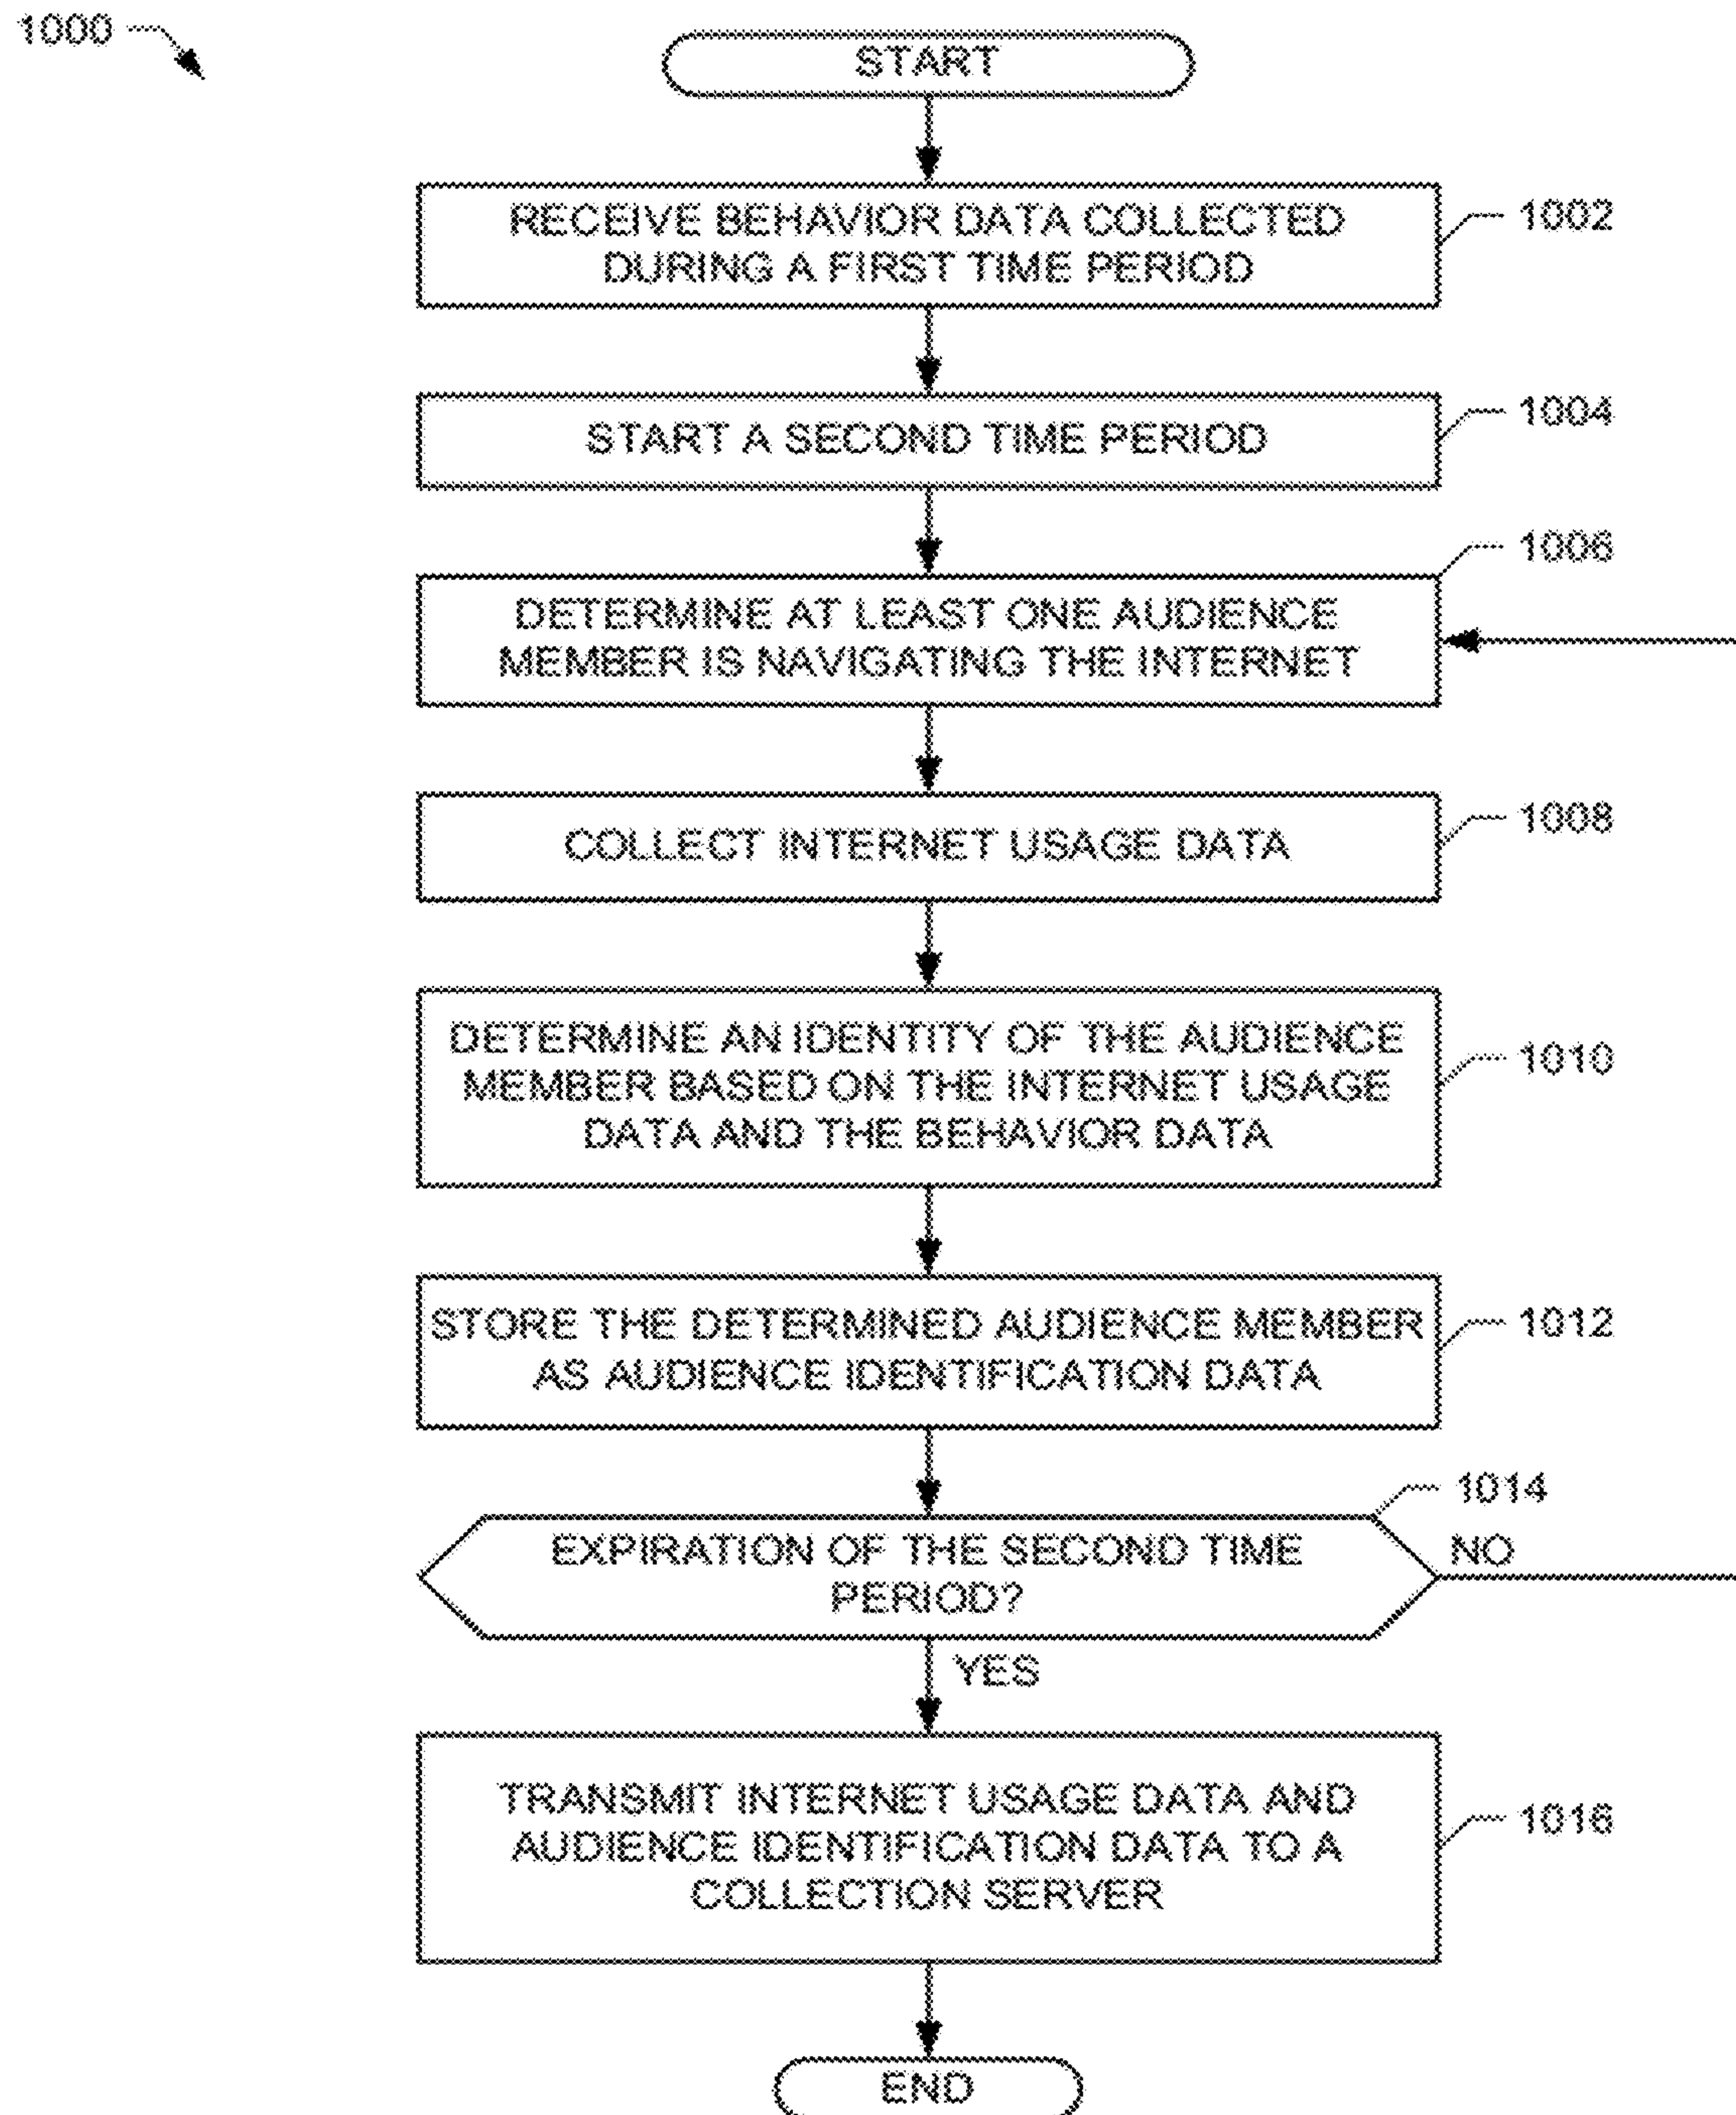 1000
START
RECEIVE BEHAVIOR DATA COLLECTED
DURING A FIRST TIME PERIOD
1002
START A SECOND TIME PERIOD
1004
1006
DETERMINE AT LEAST ONE AUDIENCE
MEMBER IS NAVIGATING THE INTERNET
COLLECT INTERNET USAGE DATA
1008
DETERMINE AN IDENTITY OF THE AUDIENCE
MEMBER BASED ON THE INTERNET USAGE
DATA AND THE BEHAVIOR DATA
1010
STORE THE DETERMINED AUDIENCE MEMBER
AS AUDIENCE IDENTIFICATION DATA
1012
1014
EXPIRATION OF THE SECOND TIME
PERIOD?
NO
YES
TRANSMIT INTERNET USAGE DATA AND
AUDIENCE IDENTIFICATION DATA TO A
COLLECTION SERVER
1016
END